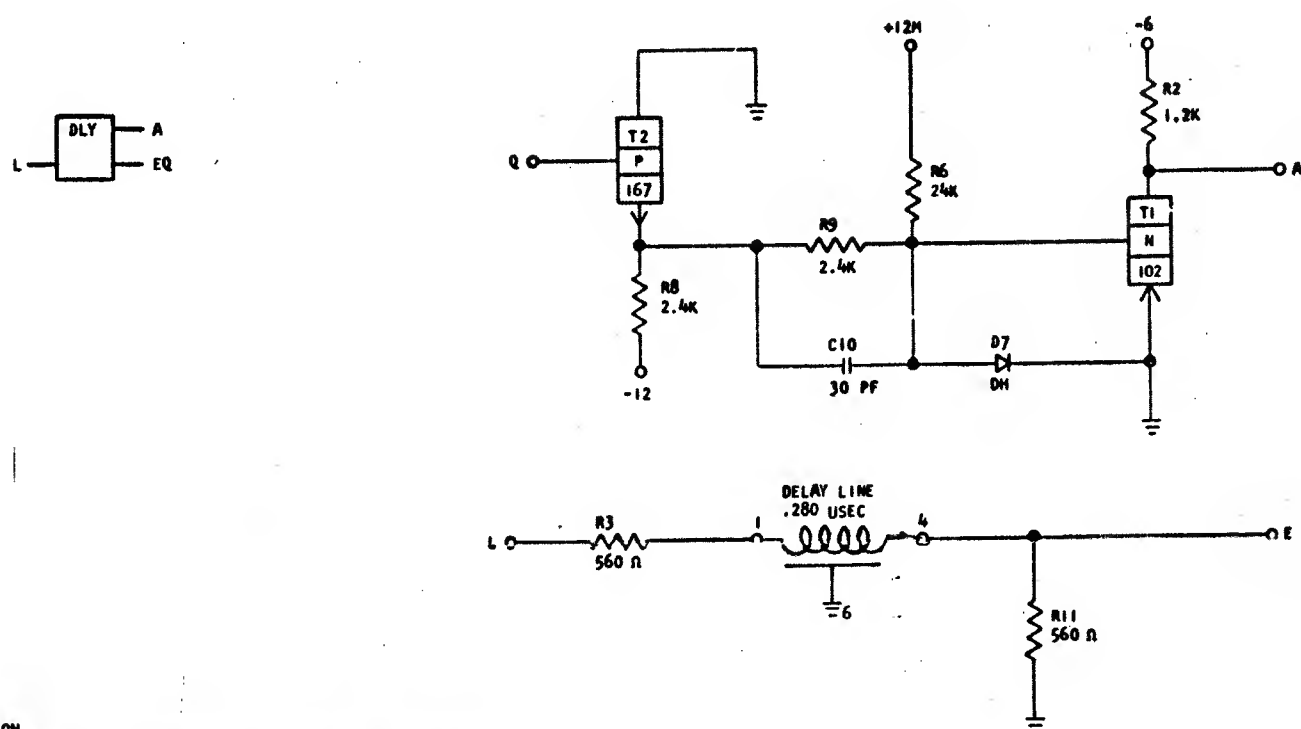 DLY
A
L
EQ
+12M
-6
R2
1.2K
T2
P
167
Q
R6
24K
A
T1
N
102
R9
2.4K
R8
2.4K
-12
C10
30 PF
D7
DH
DELAY LINE
.280 USEC
R3
560 Ω
L
1
4
E
6
R11
560 Ω
ON